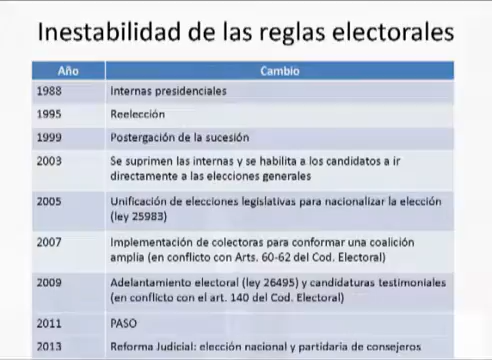 Inestabilidad de las reglas electorales
Año Cambio
1988 Internas presidenciales
1995 Reelección
1999 Postergación de la sucesión
2003 Se suprimen las internas y se habilita a los candidatos a ir
directamente a las elecciones generales
2005 Unificación de elecciones legislativas para nacionalizar la elección
(ley 25983)
2007 Implementación de colectoras para conformar una coalición
amplia (en conflicto con Arts. 60-62 del Cod. Electoral)
2009 Adelantamiento electoral (ley 26495) y candidaturas testimoniales
(en conflicto con el art. 140 del Cod. Electoral)
2011 PASO
2013 Reforma Judicial: elección nacional y partidaria de consejeros